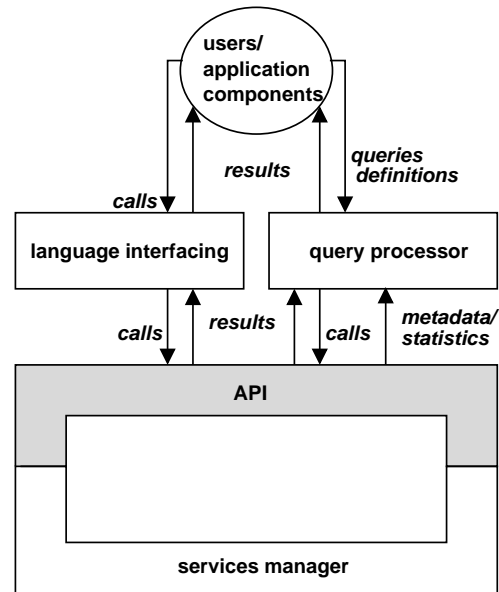 users/
application
components
results
queries
definitions
calls
language interfacing
query processor
calls
results
calls
metadata/
statistics
API
services manager